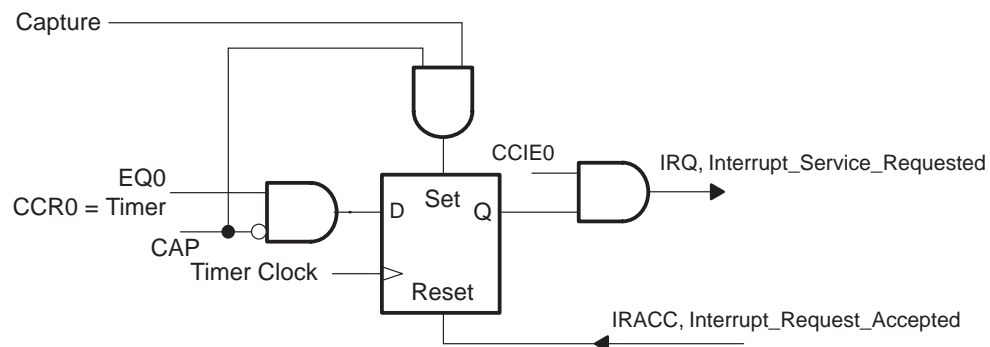 Capture
CCIE0
IRQ, Interrupt_Service_Requested
EQ0
CCR0 = Timer
D
Set
Q
CAP
Timer Clock
Reset
IRACC, Interrupt_Request_Accepted